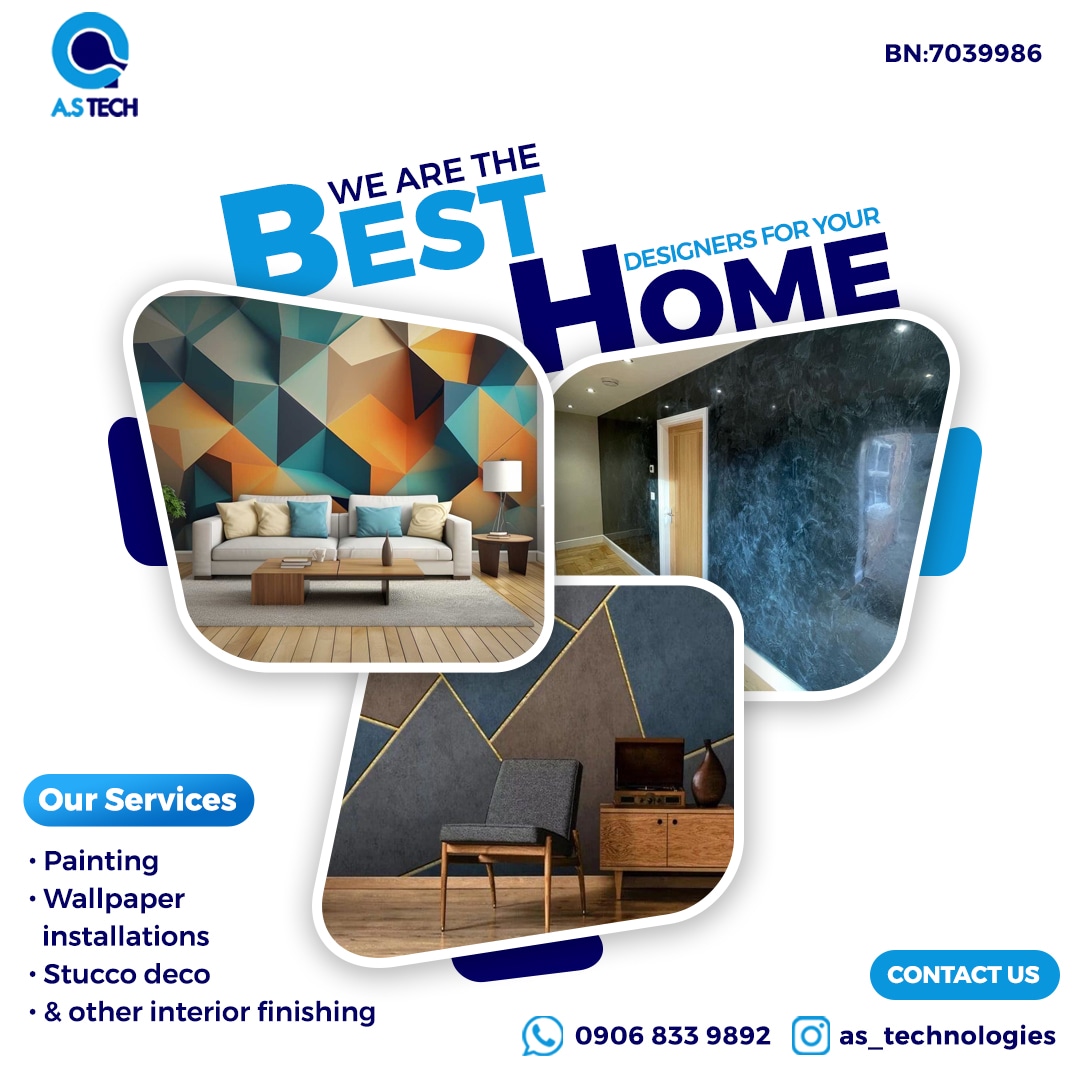 A.S TECH
BN:7039986
WE ARE THE
BEST
DESIGNERS FOR YOUR
HOME
Our Services
• Painting
• Wallpaper
installations
• Stucco deco
• & other interior finishing
CONTACT US
0906 833 9892
as_technologies